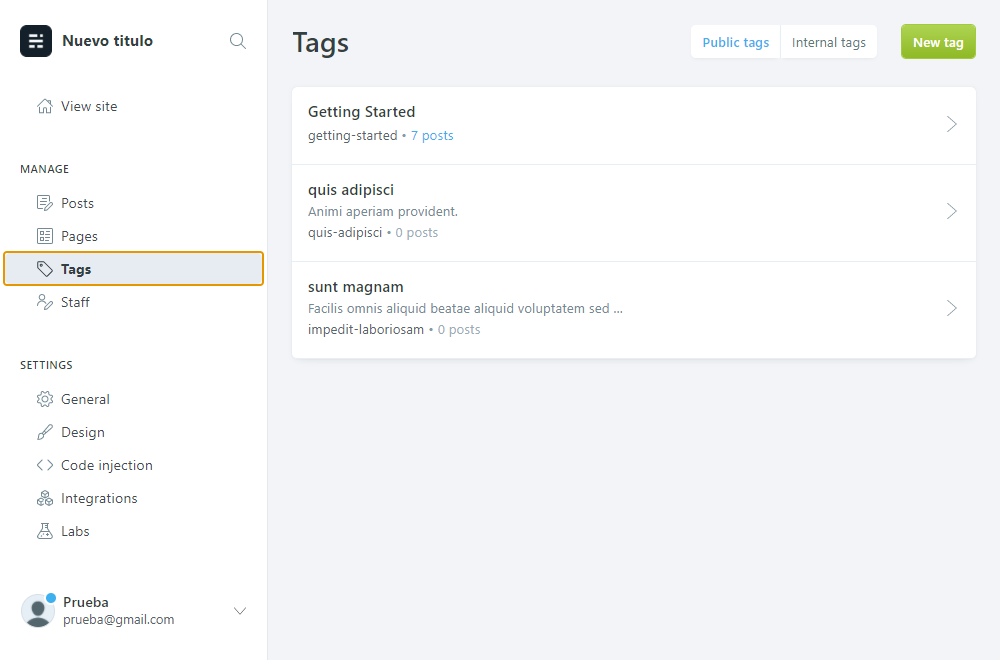 Nuevo titulo
View site
MANAGE
Posts
Pages
Tags
Staff
SETTINGS
General
Design
Code injection
Integrations
Labs
Prueba
prueba@gmail.com
Tags
Public tags
Internal tags
New tag
Getting Started
getting-started • 7 posts
quis adipisci
Animi aperiam provident.
quis-adipisci • 0 posts
sunt magnam
Facilis omnis aliquid beatae aliquid voluptatem sed ...
impedit-laboriosam • 0 posts